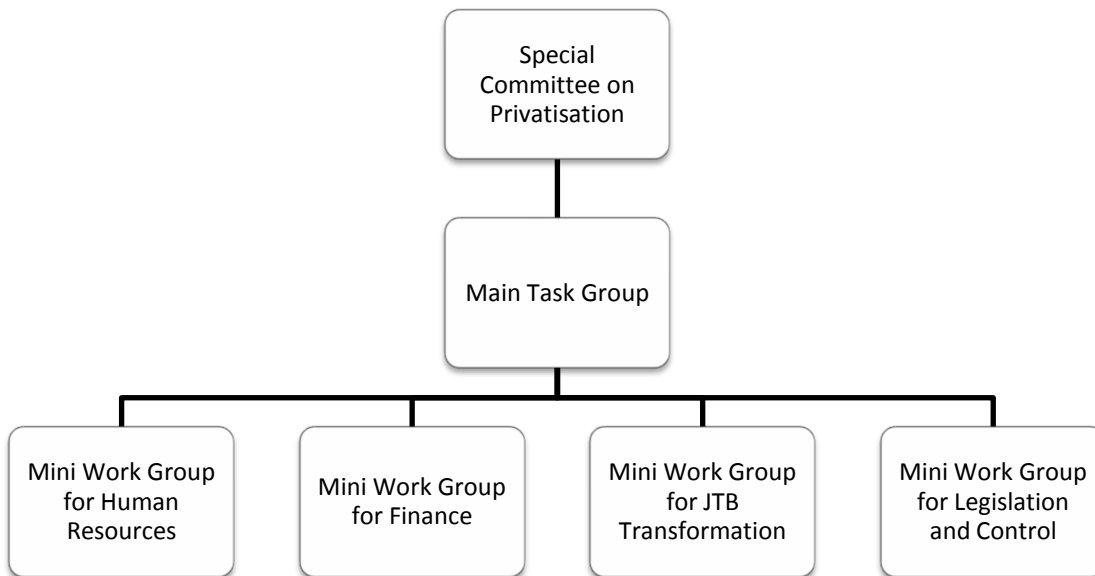 Special
Committee on
Privatisation
Main Task Group
Mini Work Group
for Human
Resources
Mini Work Group
for Finance
Mini Work Group
for JTB
Transformation
Mini Work Group
for Legislation
and Control